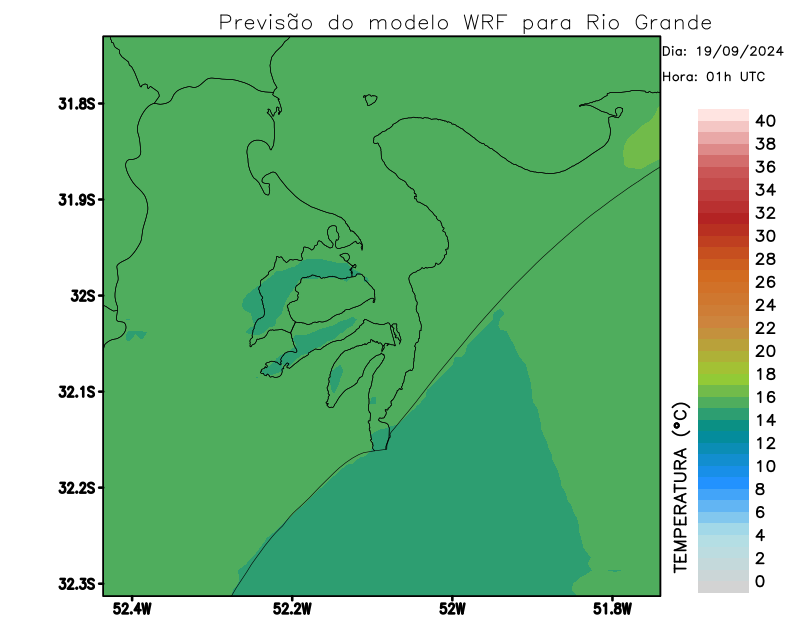 Previsão do modelo WRF para Rio Grande
Dia: 19/09/2024
Hora: 01h UTC
31.8S
31.9S
32S
32.1S
32.2S
32.3S
52.4W
52.2W
52W
51.8W
TEMPERATURA (°C)
40
38
36
34
32
30
28
26
24
22
20
18
16
14
12
10
8
6
4
2
0